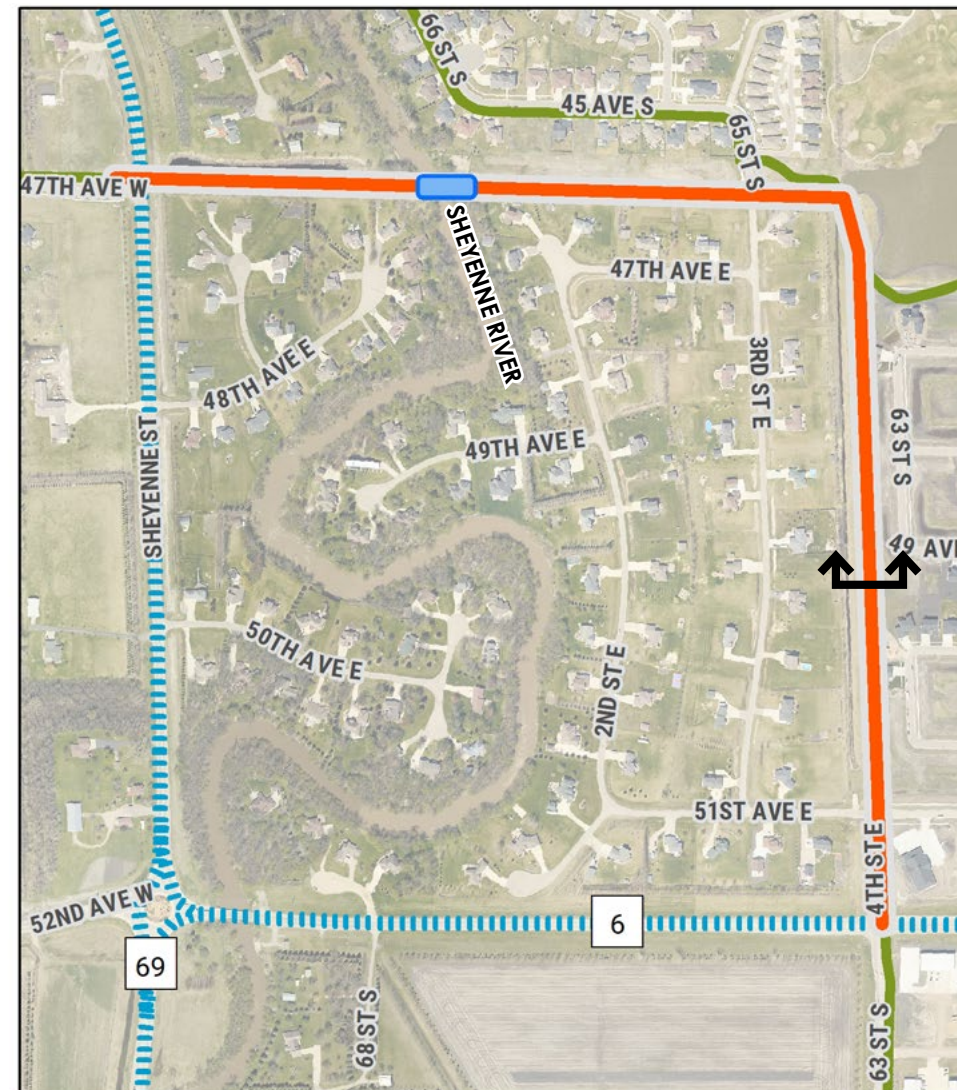 66 ST S
45 AVE S
65 ST S
47TH AVE W
SHEYENNE RIVER
47TH AVE E
48TH AVE E
3RD ST E
63 ST S
49TH AVE E
SHEYENNE ST
49 AVE
50TH AVE E
2ND ST E
51ST AVE E
4TH ST E
52ND AVE W
6
69
68 ST S
63 ST S